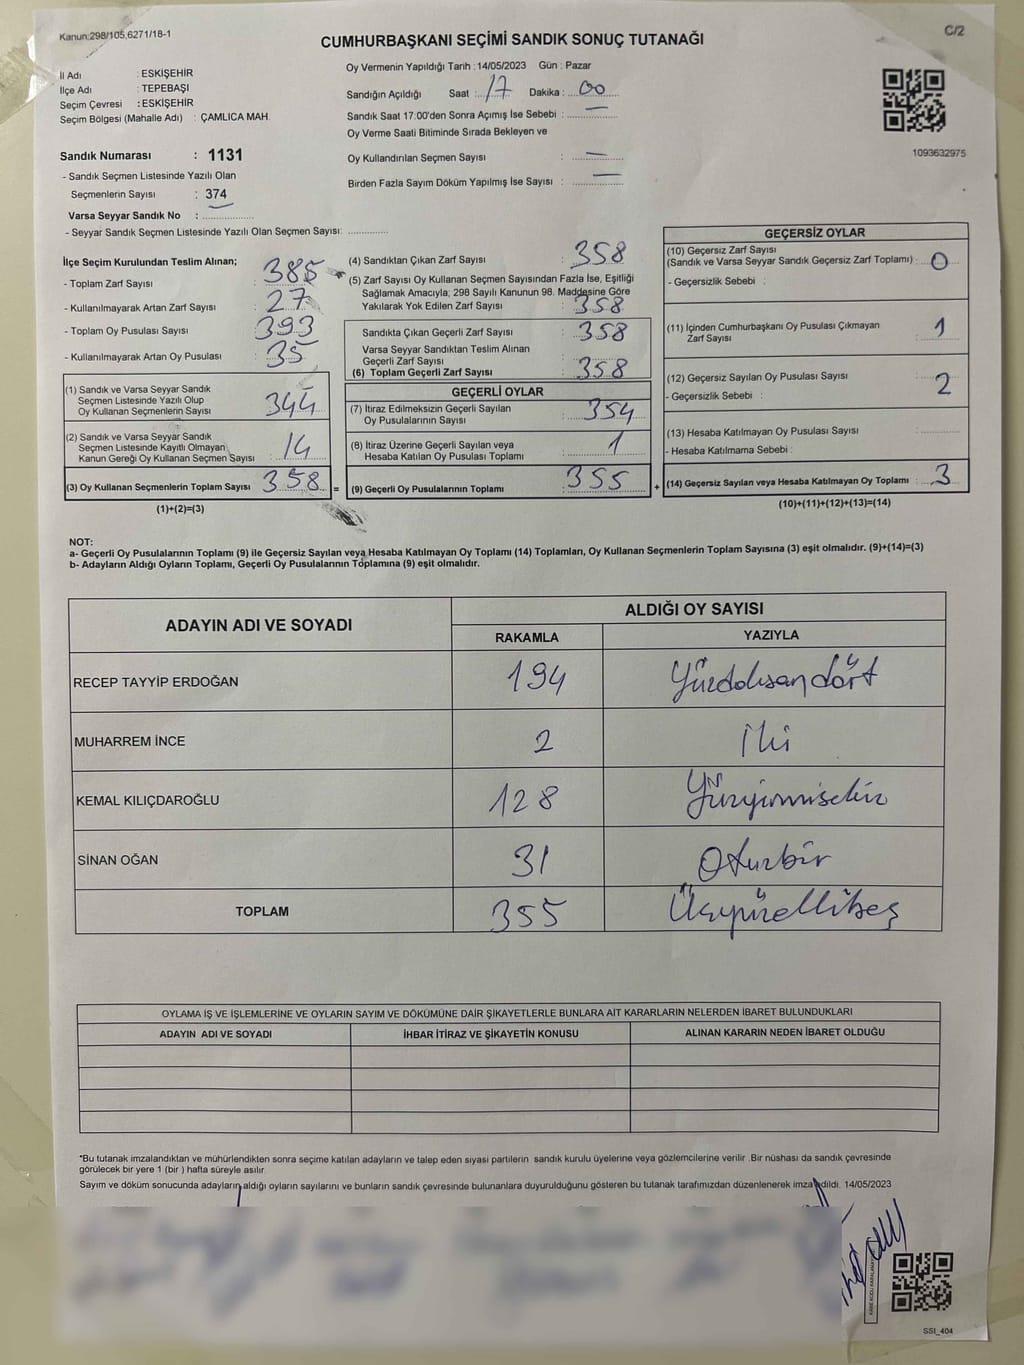 Kanun:298/105,6271/18-1
C/2
CUMHURBAŞKANI SEÇİMİ SANDIK SONUÇ TUTANAĞI
İl Adı : ESKİŞEHİR
İlçe Adı : TEPEBAŞI
Seçim Çevresi : ESKİŞEHİR
Seçim Bölgesi (Mahalle Adı) : ÇAMLICA MAH.
Sandık Numarası : 1131
- Sandık Seçmen Listesinde Yazılı Olan
Seçmenlerin Sayısı : 374
Varsa Seyyar Sandık No :
- Seyyar Sandık Seçmen Listesinde Yazılı Olan Seçmen Sayısı:
Oy Vermenin Yapıldığı Tarih : 14/05/2023 Gün : Pazar
Sandığın Açıldığı Saat : 17 Dakika : 00
Sandık Saat 17:00'den Sonra Açımış İse Sebebi : —
Oy Verme Saati Bitiminde Sırada Bekleyen ve
Oy Kullandırılan Seçmen Sayısı : —
Birden Fazla Sayım Döküm Yapılmış İse Sayısı : —
1093632975
İlçe Seçim Kurulundan Teslim Alınan;
- Toplam Zarf Sayısı : 385
- Kullanılmayarak Artan Zarf Sayısı : 27
- Toplam Oy Pusulası Sayısı : 393
- Kullanılmayarak Artan Oy Pusulası : 35
(1) Sandık ve Varsa Seyyar Sandık
Seçmen Listesinde Yazılı Olup
Oy Kullanan Seçmenlerin Sayısı : 344
(2) Sandık ve Varsa Seyyar Sandık
Seçmen Listesinde Kayıtlı Olmayan
Kanun Gereği Oy Kullanan Seçmen Sayısı : 14
(3) Oy Kullanan Seçmenlerin Toplam Sayısı : 358 =
(1)+(2)=(3)
(4) Sandıktan Çıkan Zarf Sayısı : 358
(5) Zarf Sayısı Oy Kullanan Seçmen Sayısından Fazla İse, Eşitliği
Sağlamak Amacıyla; 298 Sayılı Kanunun 98. Maddesine Göre
Yakılarak Yok Edilen Zarf Sayısı : 358
Sandıkta Çıkan Geçerli Zarf Sayısı : 358
Varsa Seyyar Sandıktan Teslim Alınan
Geçerli Zarf Sayısı :
(6) Toplam Geçerli Zarf Sayısı : 358
GEÇERLİ OYLAR
(7) İtiraz Edilmeksizin Geçerli Sayılan
Oy Pusulalarının Sayısı : 354
(8) İtiraz Üzerine Geçerli Sayılan veya
Hesaba Katılan Oy Pusulası Toplamı : 1
(9) Geçerli Oy Pusulalarının Toplamı : 355 +
GEÇERSİZ OYLAR
(10) Geçersiz Zarf Sayısı
(Sandık ve Varsa Seyyar Sandık Geçersiz Zarf Toplamı) : 0
- Geçersizlik Sebebi :
(11) İçinden Cumhurbaşkanı Oy Pusulası Çıkmayan
Zarf Sayısı : 1
(12) Geçersiz Sayılan Oy Pusulası Sayısı : 2
- Geçersizlik Sebebi :
(13) Hesaba Katılmayan Oy Pusulası Sayısı :
- Hesaba Katılmama Sebebi :
(14) Geçersiz Sayılan veya Hesaba Katılmayan Oy Toplamı : 3
(10)+(11)+(12)+(13)=(14)
NOT:
a- Geçerli Oy Pusulalarının Toplamı (9) ile Geçersiz Sayılan veya Hesaba Katılmayan Oy Toplamı (14) Toplamları, Oy Kullanan Seçmenlerin Toplam Sayısına (3) eşit olmalıdır. (9)+(14)=(3)
b- Adayların Aldığı Oyların Toplamı, Geçerli Oy Pusulalarının Toplamına (9) eşit olmalıdır.
ADAYIN ADI VE SOYADI
ALDIĞI OY SAYISI
RAKAMLA YAZIYLA
RECEP TAYYİP ERDOĞAN 194 Yüzdoksandört
MUHARREM İNCE 2 İki
KEMAL KILIÇDAROĞLU 128 Yüzyirmisekiz
SİNAN OĞAN 31 Otuzbir
TOPLAM 355 Üçyüzellibeş
OYLAMA İŞ VE İŞLEMLERİNE VE OYLARIN SAYIM VE DÖKÜMÜNE DAİR ŞİKAYETLERLE BUNLARA AİT KARARLARIN NELERDEN İBARET BULUNDUKLARI
ADAYIN ADI VE SOYADI İHBAR İTİRAZ VE ŞİKAYETİN KONUSU ALINAN KARARIN NEDEN İBARET OLDUĞU
*Bu tutanak imzalandıktan ve mühürlendikten sonra seçime katılan adayların ve talep eden siyasi partilerin sandık kurulu üyelerine veya gözlemcilerine verilir .Bir nüshası da sandık çevresinde
görülecek bir yere 1 (bir ) hafta süreyle asılır.
Sayım ve döküm sonucunda adayların aldığı oyların sayılarını ve bunların sandık çevresinde bulunanlara duyurulduğunu gösteren bu tutanak tarafımızdan düzenlenerek imza edildi. 14/05/2023
SSI_404